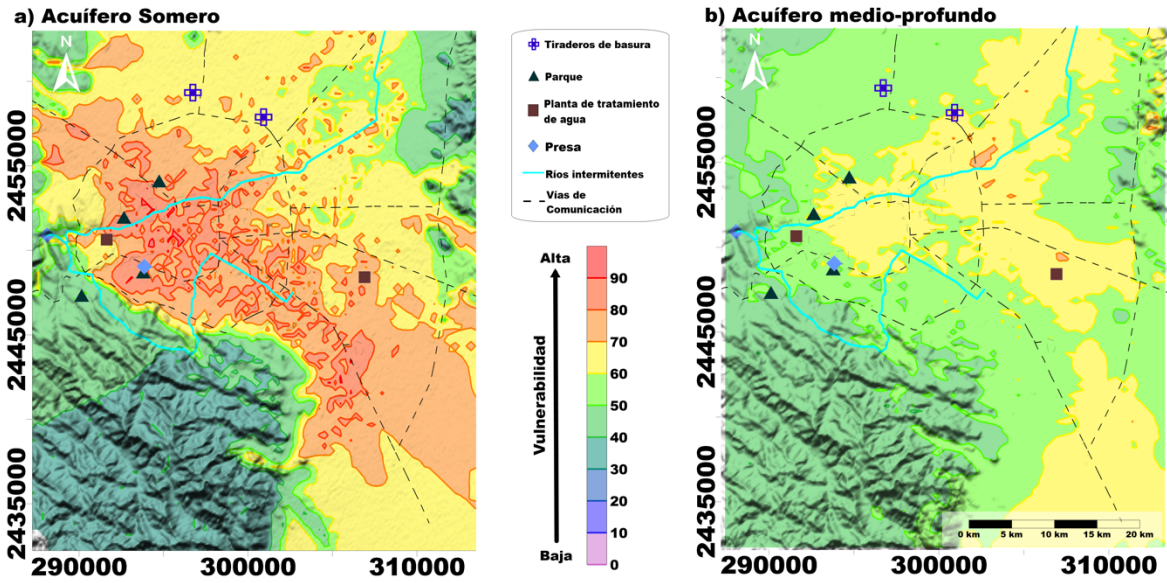 a) Acuífero Somero
N
2455000
2445000
2435000
290000
300000
310000
Tiraderos de basura
Parque
Planta de tratamiento
de agua
Presa
Ríos intermitentes
Vías de
Comunicación
Alta
Vulnerabilidad
Baja
90
80
70
60
50
40
30
20
10
0
b) Acuífero medio-profundo
N
2455000
2445000
2435000
0 km
5 km
10 km
15 km
20 km
290000
300000
310000